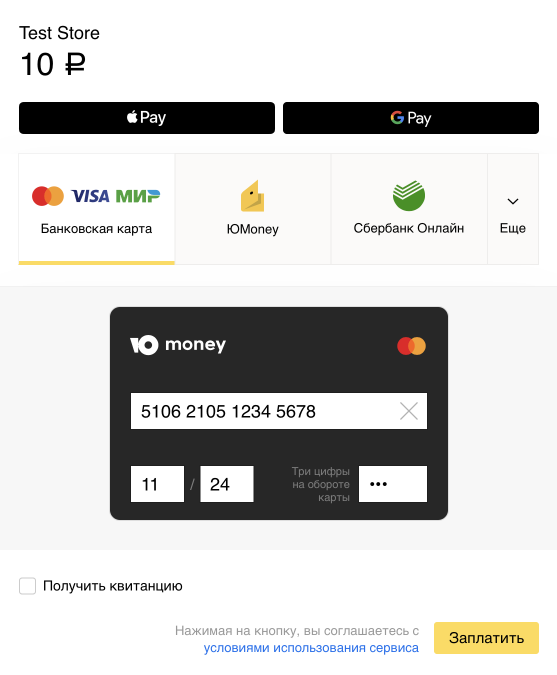 Test Store
10 ₽
Pay
G Pay
VISA МИР
Банковская карта
ЮMoney
Сбербанк Онлайн
Еще
Ю money
5106 2105 1234 5678
11 / 24
Три цифры
на обороте
карты
•••
Получить квитанцию
Нажимая на кнопку, вы соглашаетесь с
условиями использования сервиса
Заплатить